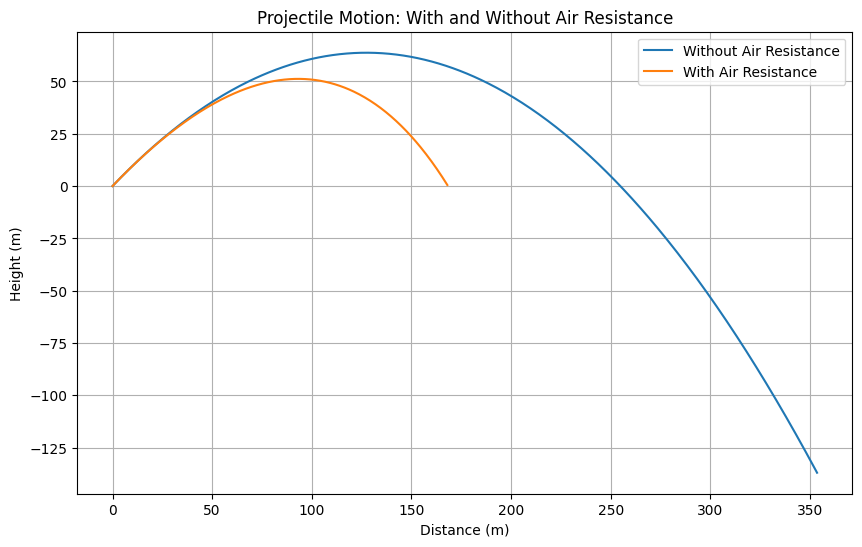 Projectile Motion: With and Without Air Resistance
Without Air Resistance
With Air Resistance
50
25
0
−25
−50
−75
−100
−125
Height (m)
0 50 100 150 200 250 300 350
Distance (m)